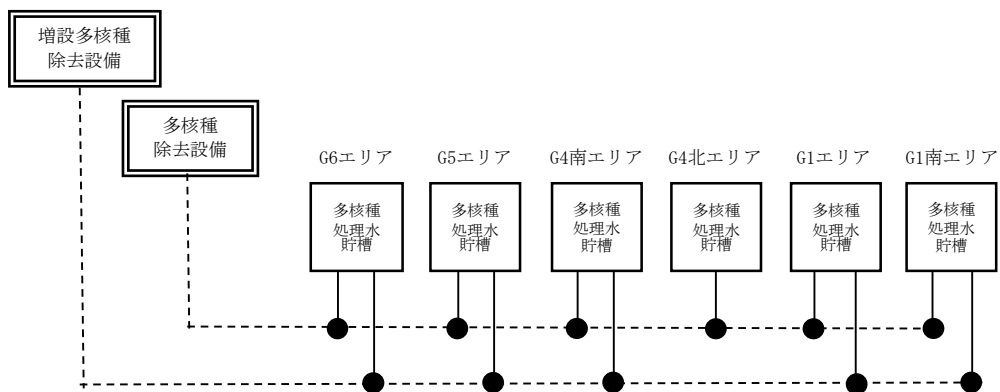 増設多核種
除去設備
多核種
除去設備
G6エリア
G5エリア
G4南エリア
G4北エリア
G1エリア
G1南エリア
多核種
処理水
貯槽
多核種
処理水
貯槽
多核種
処理水
貯槽
多核種
処理水
貯槽
多核種
処理水
貯槽
多核種
処理水
貯槽